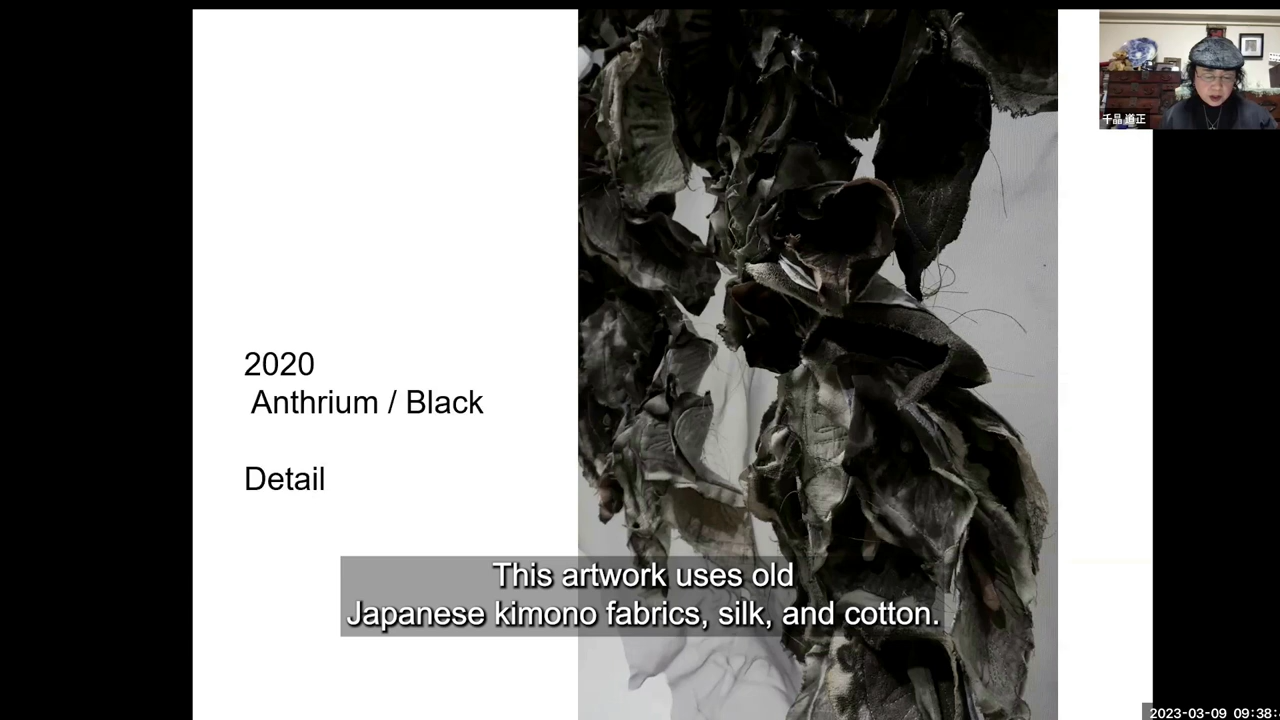 2020
Anthrium / Black
Detail
This artwork uses old
Japanese kimono fabrics, silk, and cotton.
千品 道正
2023-03-09 09:38: